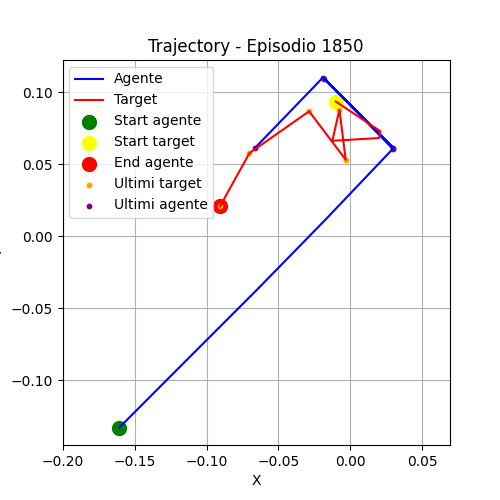 Trajectory - Episodio 1850
Agente
Target
Start agente
Start target
End agente
Ultimi target
Ultimi agente
0.10
0.05
0.00
−0.05
−0.10
−0.20
−0.15
−0.10
−0.05
0.00
0.05
X